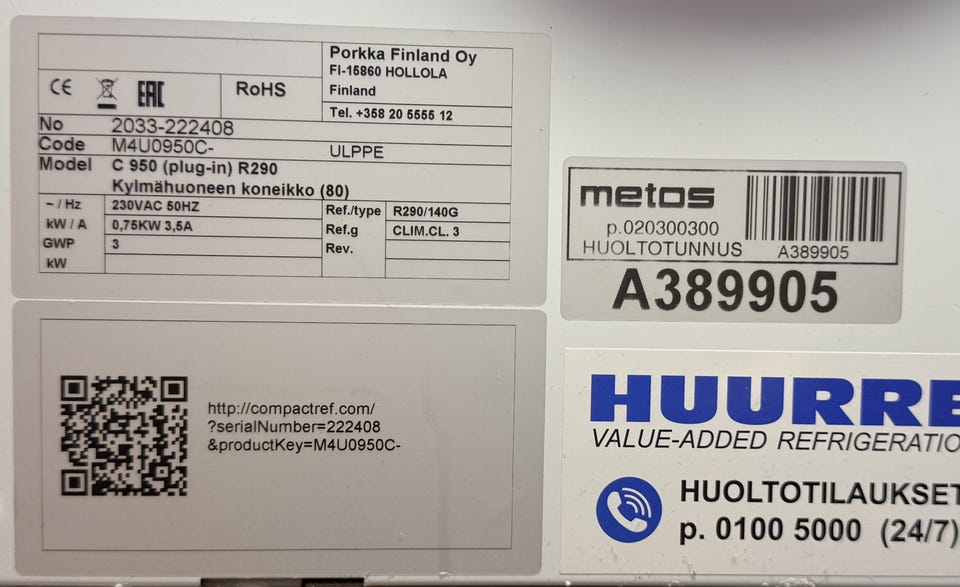 Porkka Finland Oy
FI-15860 HOLLOLA
Finland
Tel. +358 20 5555 12
CE EAC RoHS
No 2033-222408
Code M4U0950C- ULPPE
Model C 950 (plug-in) R290
Kylmähuoneen koneikko (80)
~ / Hz 230VAC 50HZ Ref./type R290/140G
kW / A 0,75KW 3,5A Ref.g CLIM.CL. 3
GWP 3 Rev.
kW
http://compactref.com/
?serialNumber=222408
&productKey=M4U0950C-
metos
p.020300300
HUOLTOTUNNUS A389905
A389905
HUURRE
VALUE-ADDED REFRIGERATIO
HUOLTOTILAUKSET
p. 0100 5000 (24/7)